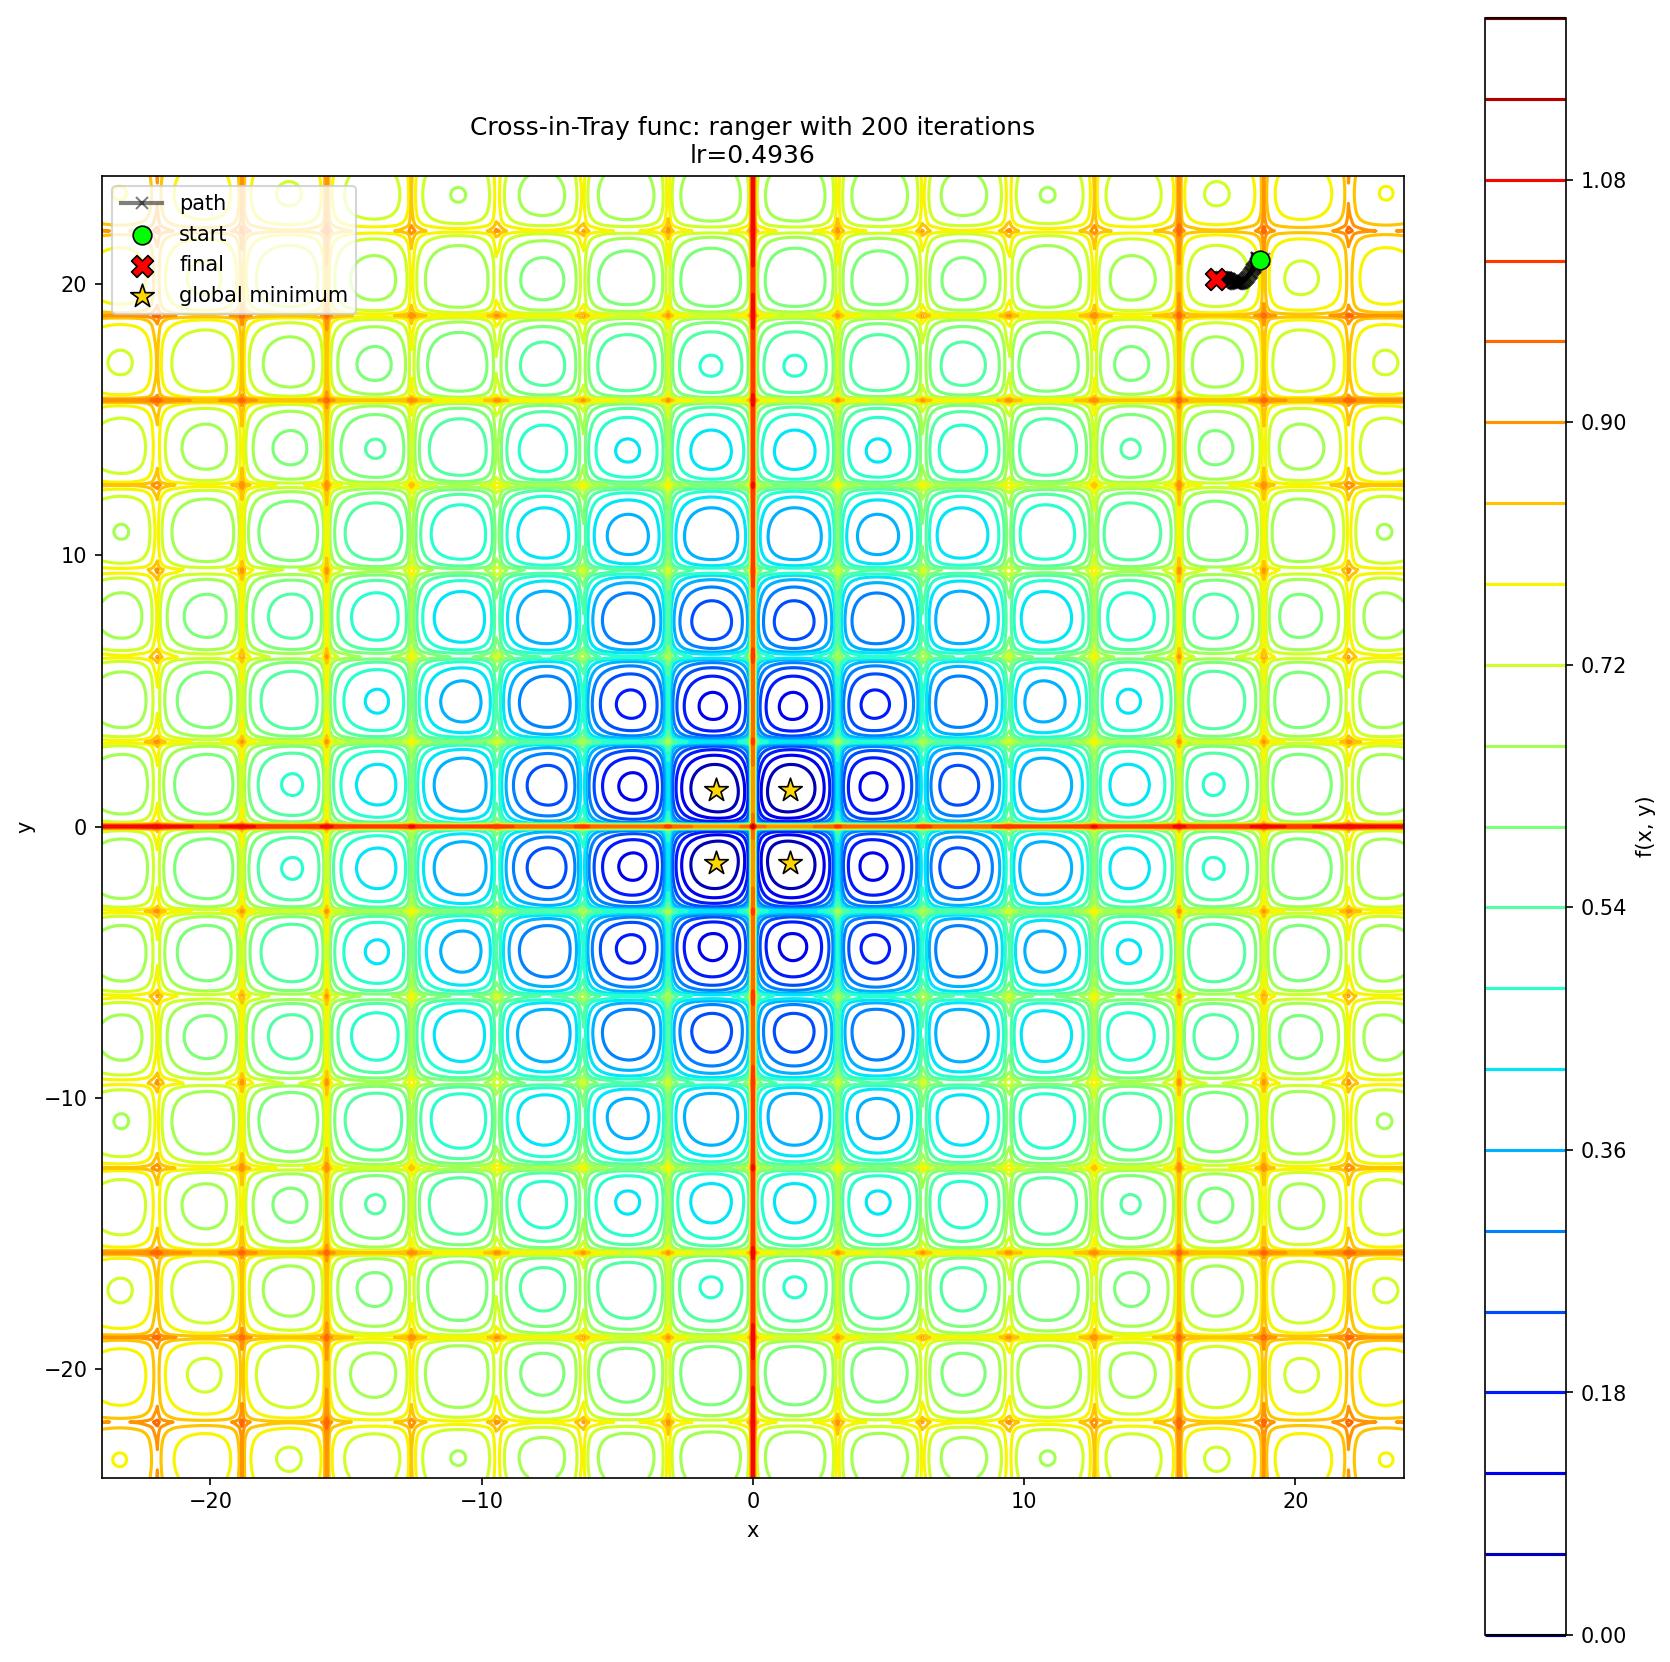 Cross-in-Tray func: ranger with 200 iterations
lr=0.4936
path
start
final
global minimum
20
10
0
−10
−20
y
−20
−10
0
10
20
x
1.08
0.90
0.72
0.54
0.36
0.18
0.00
f(x, y)